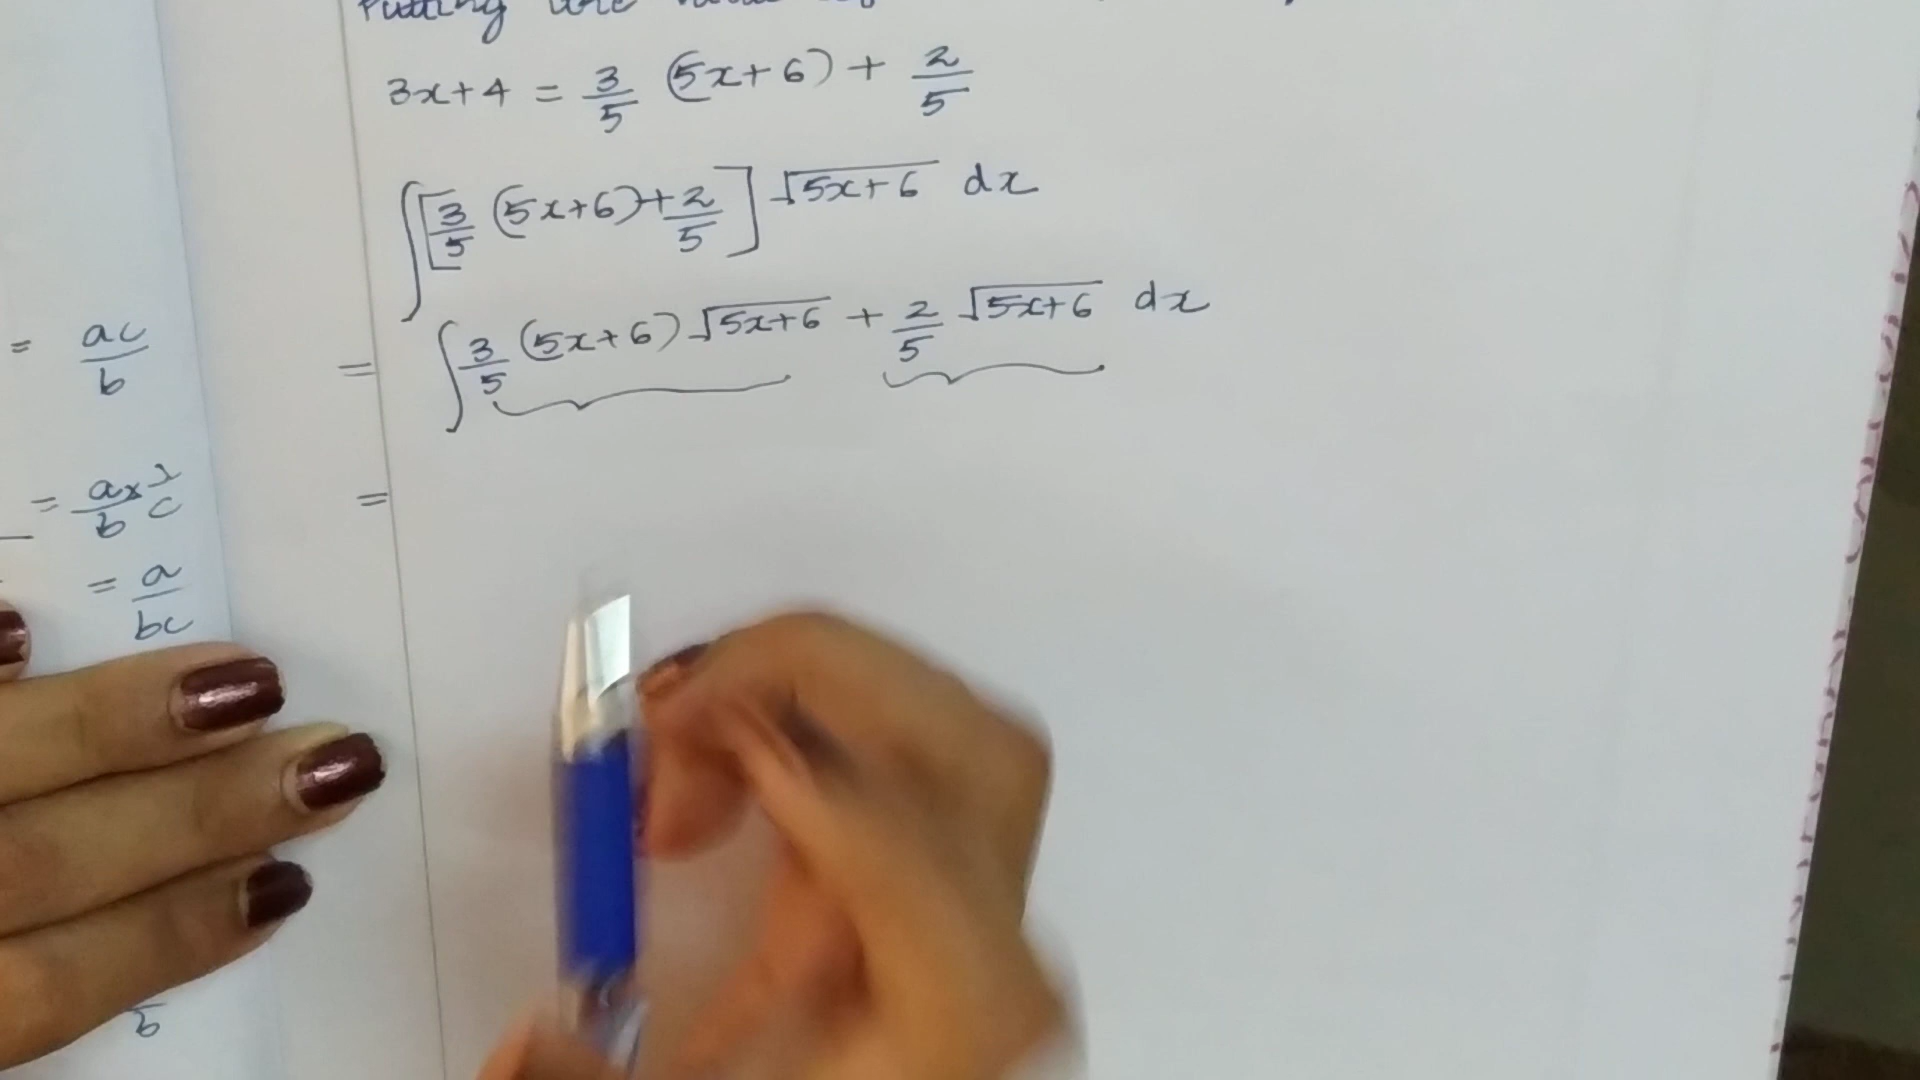 Putting
3x+4 = 3/5 (5x+6) + 2/5
∫[3/5 (5x+6)+2/5] √5x+6 dx
= ∫3/5 (5x+6) √5x+6 + 2/5 √5x+6 dx
=
= ac/b
= a/b x 1/c
= a/bc
b